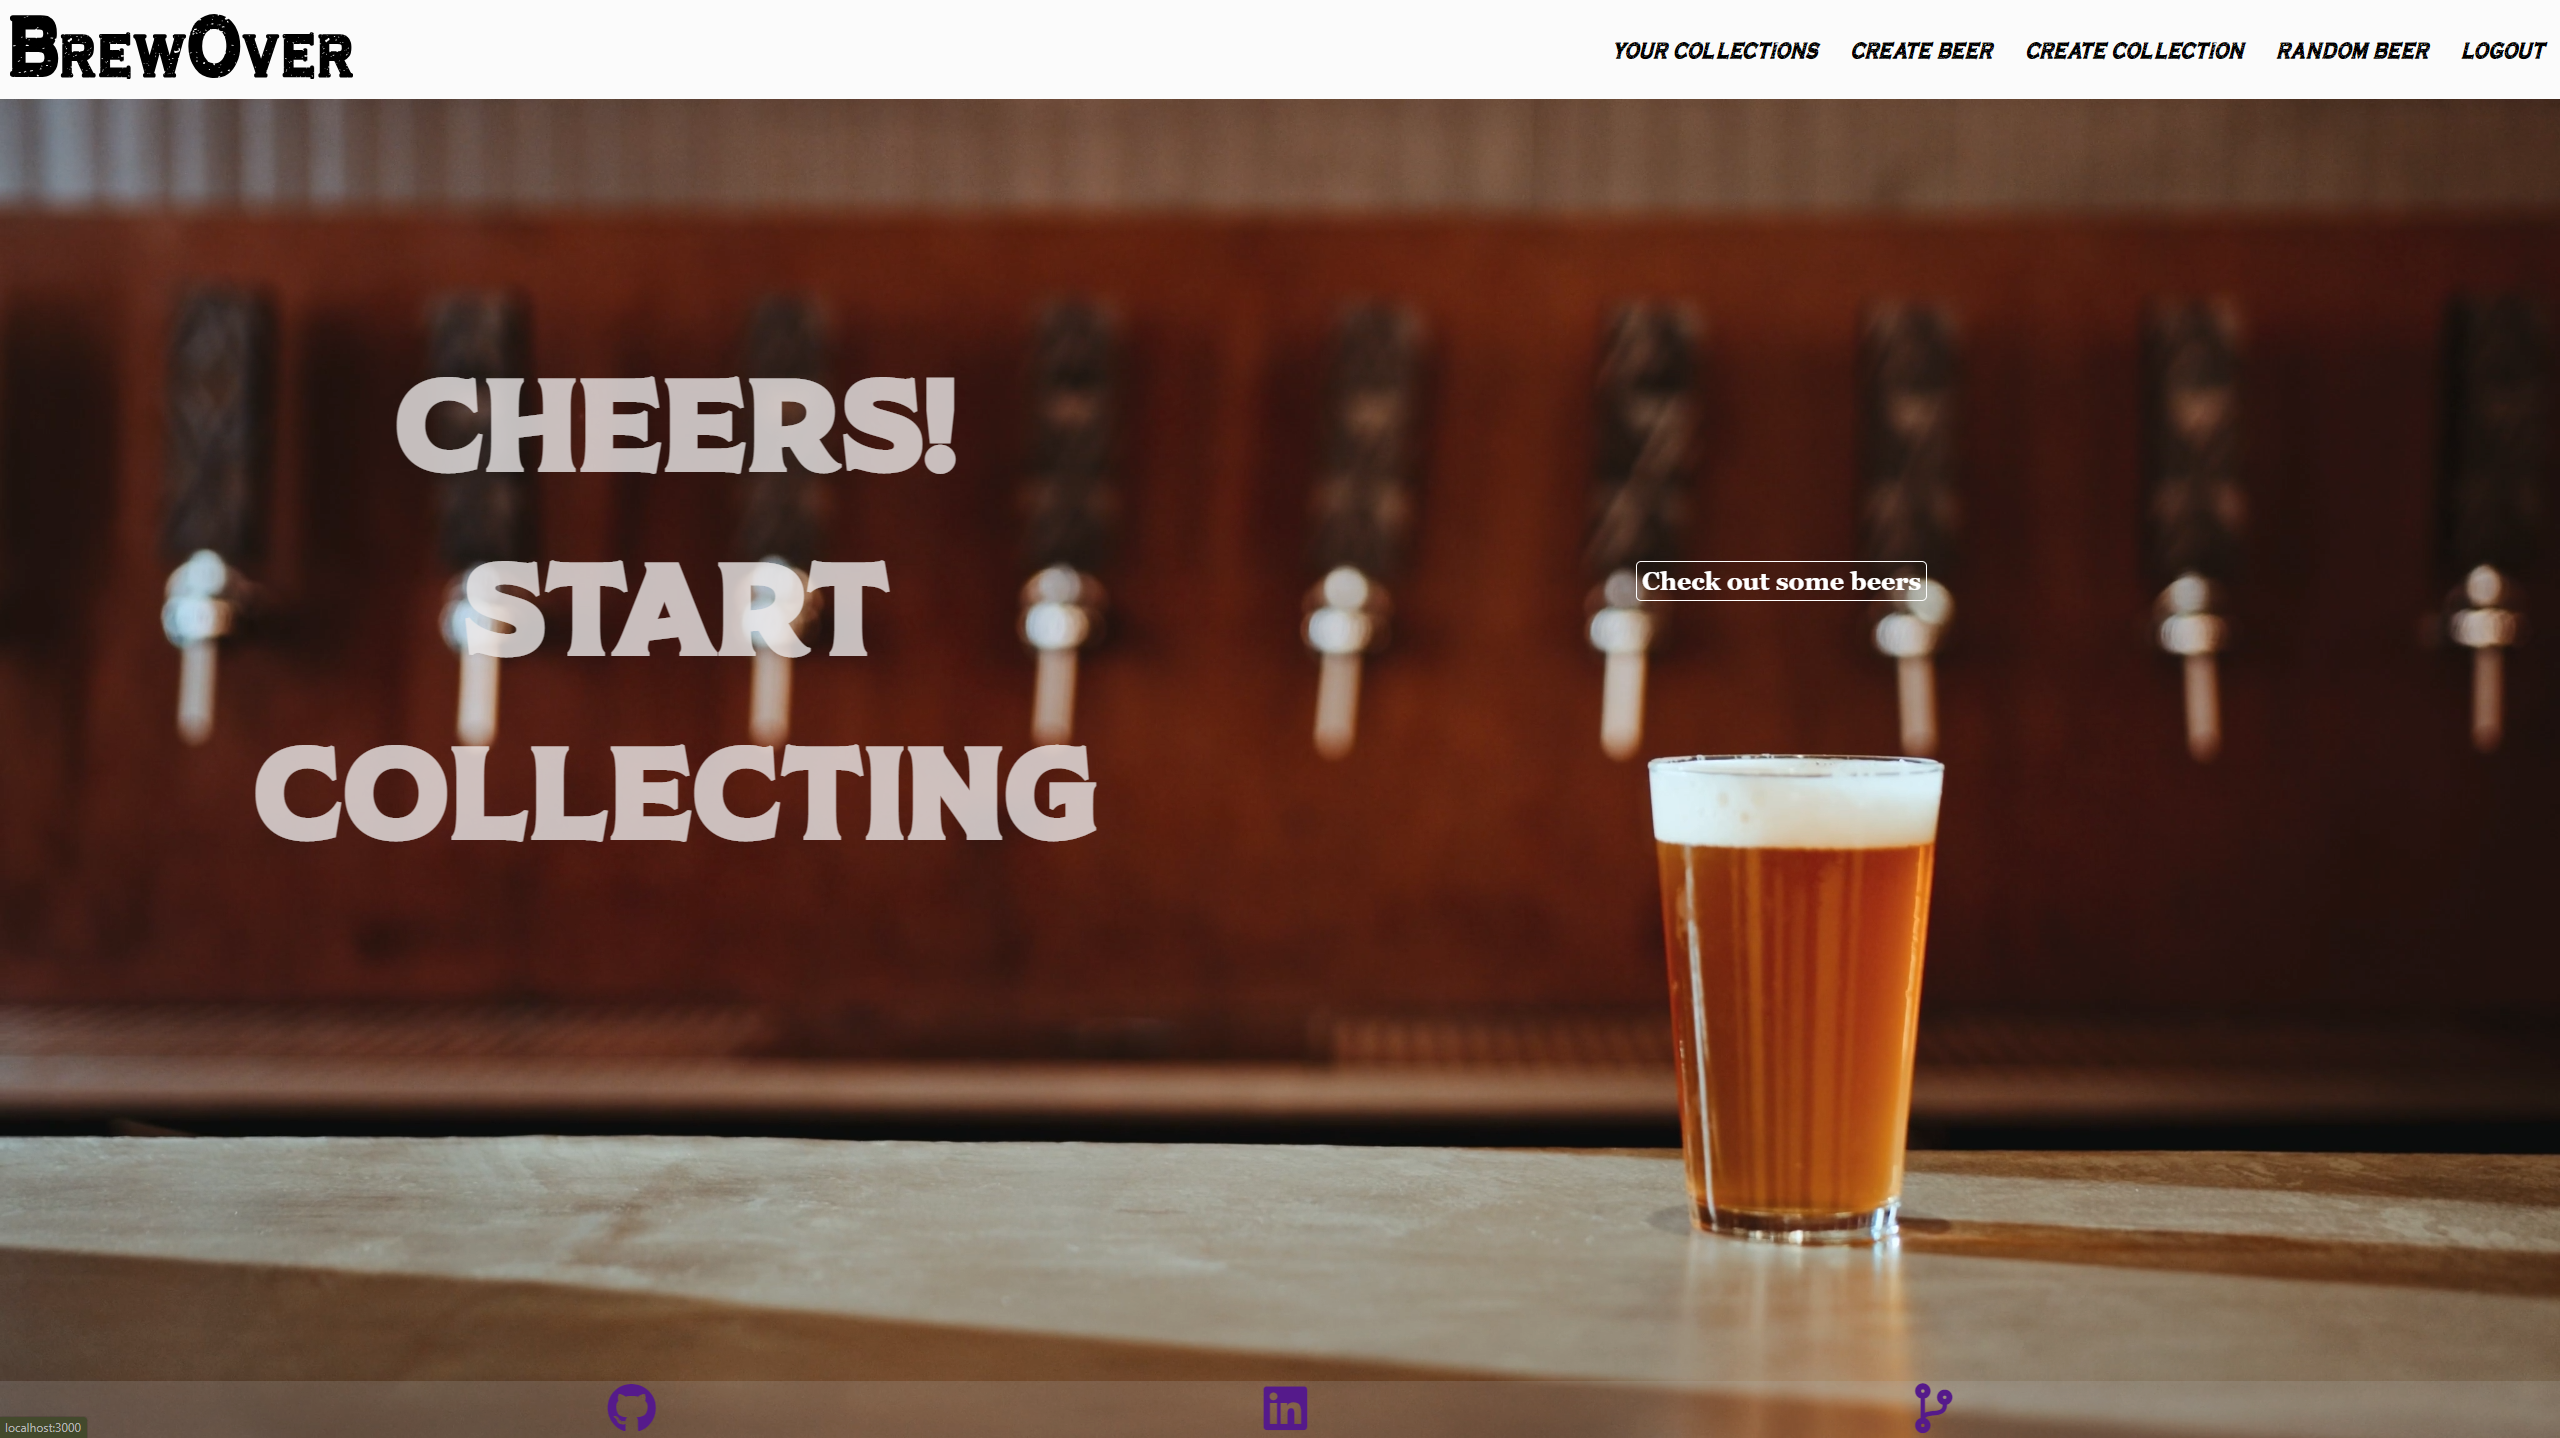 BREWOVER
YOUR COLLECTIONS CREATE BEER CREATE COLLECTION RANDOM BEER LOGOUT
CHEERS!
START
COLLECTING
Check out some beers
in
localhost:3000